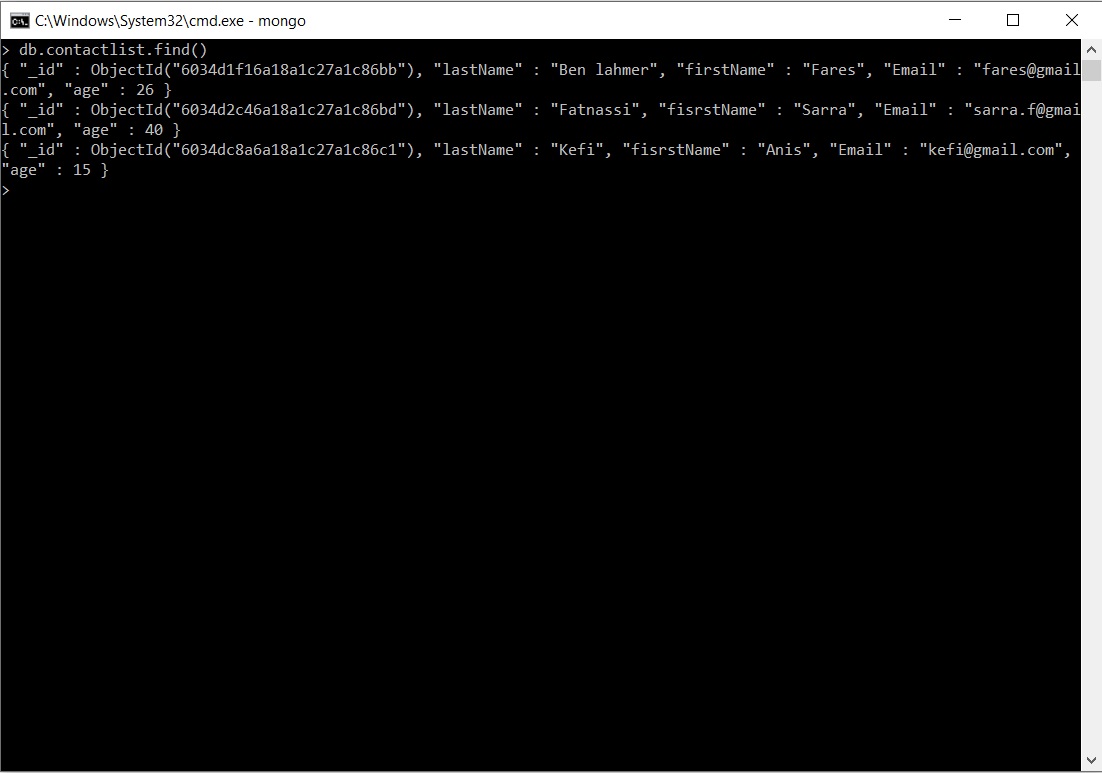 C:\Windows\System32\cmd.exe - mongo
> db.contactlist.find()
{ "_id" : ObjectId("6034d1f16a18a1c27a1c86bb"), "lastName" : "Ben lahmer", "firstName" : "Fares", "Email" : "fares@gmail
.com", "age" : 26 }
{ "_id" : ObjectId("6034d2c46a18a1c27a1c86bd"), "lastName" : "Fatnassi", "fisrstName" : "Sarra", "Email" : "sarra.f@gmai
l.com", "age" : 40 }
{ "_id" : ObjectId("6034dc8a6a18a1c27a1c86c1"), "lastName" : "Kefi", "fisrstName" : "Anis", "Email" : "kefi@gmail.com",
"age" : 15 }
>